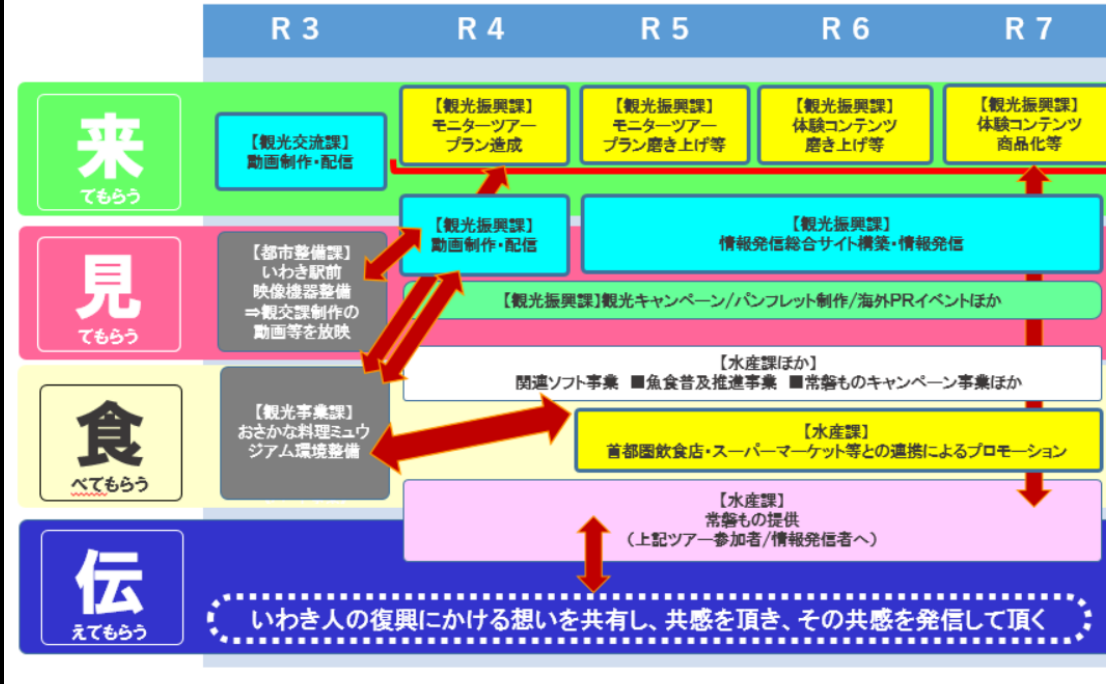 R 3
R 4
R 5
R 6
R 7
来
てもらう
【観光交流課】
動画制作・配信
【観光振興課】
モニターツアー
プラン造成
【観光振興課】
モニターツアー
プラン磨き上げ等
【観光振興課】
体験コンテンツ
磨き上げ等
【観光振興課】
体験コンテンツ
商品化等
見
てもらう
【都市整備課】
いわき駅前
映像機器整備
⇒観交課制作の
動画等を放映
【観光振興課】
動画制作・配信
【観光振興課】
情報発信総合サイト構築・情報発信
【観光振興課】観光キャンペーン/パンフレット制作/海外PRイベントほか
食
べてもらう
【観光事業課】
おさかな料理ミュウ
ジアム環境整備
【水産課ほか】
関連ソフト事業 ■魚食普及推進事業 ■常磐ものキャンペーン事業ほか
【水産課】
首都圏飲食店・スーパーマーケット等との連携によるプロモーション
【水産課】
常磐もの提供
（上記ツアー参加者/情報発信者へ）
伝
えてもらう
いわき人の復興にかける想いを共有し、共感を頂き、その共感を発信して頂く